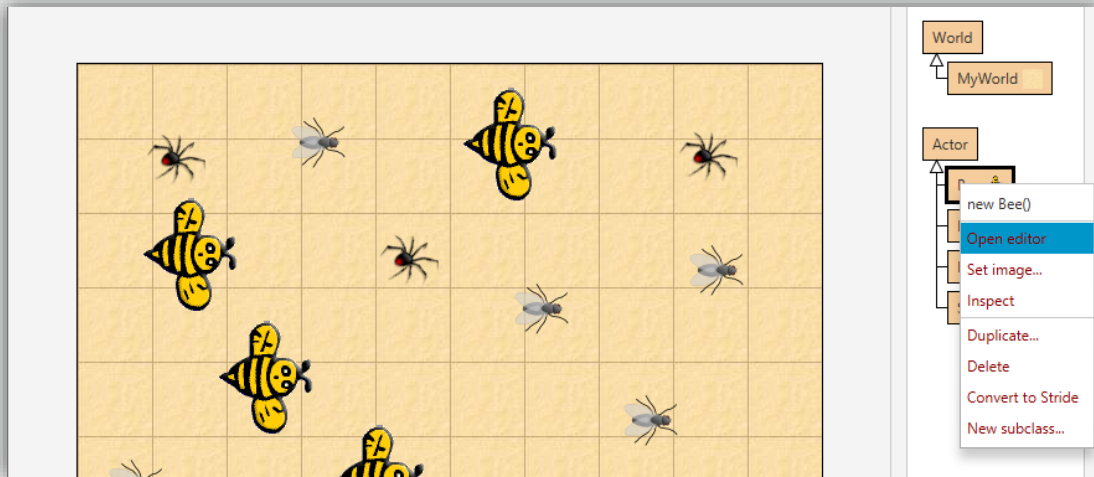 World
MyWorld
Actor
new Bee()
Open editor
Set image...
Inspect
Duplicate...
Delete
Convert to Stride
New subclass...